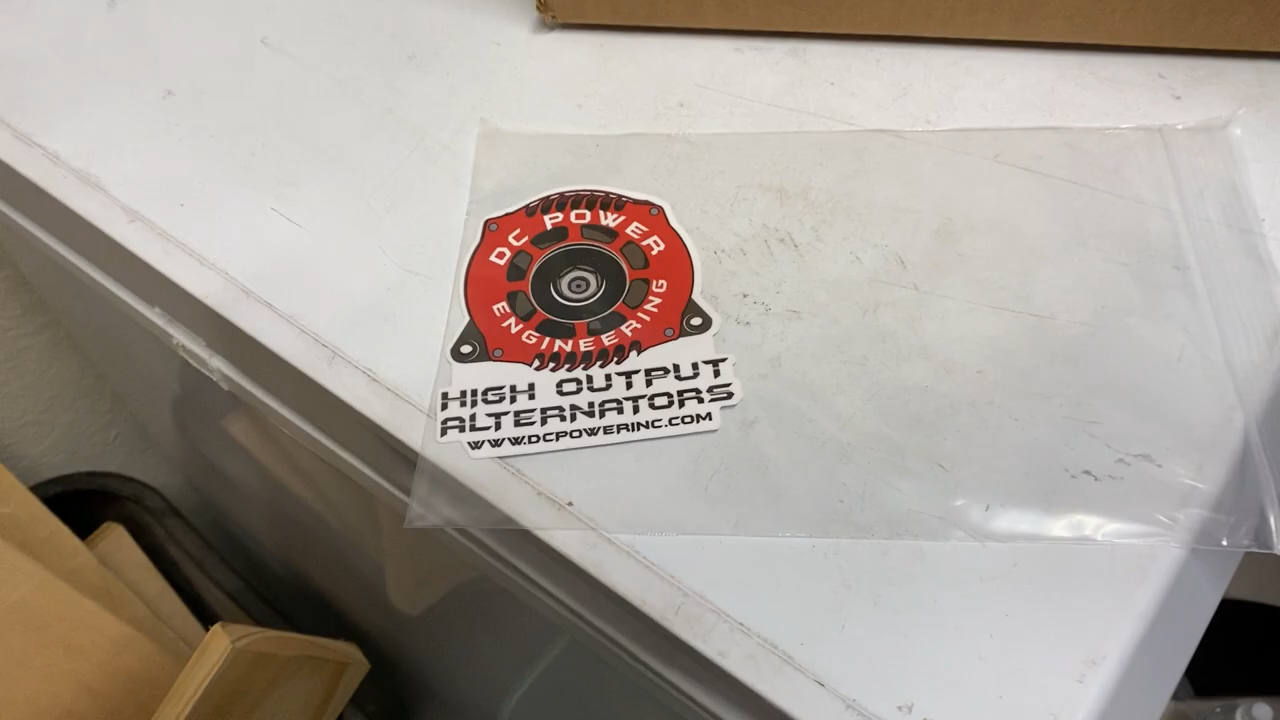 DC POWER
ENGINEERING
HIGH OUTPUT
ALTERNATORS
WWW.DCPOWERINC.COM